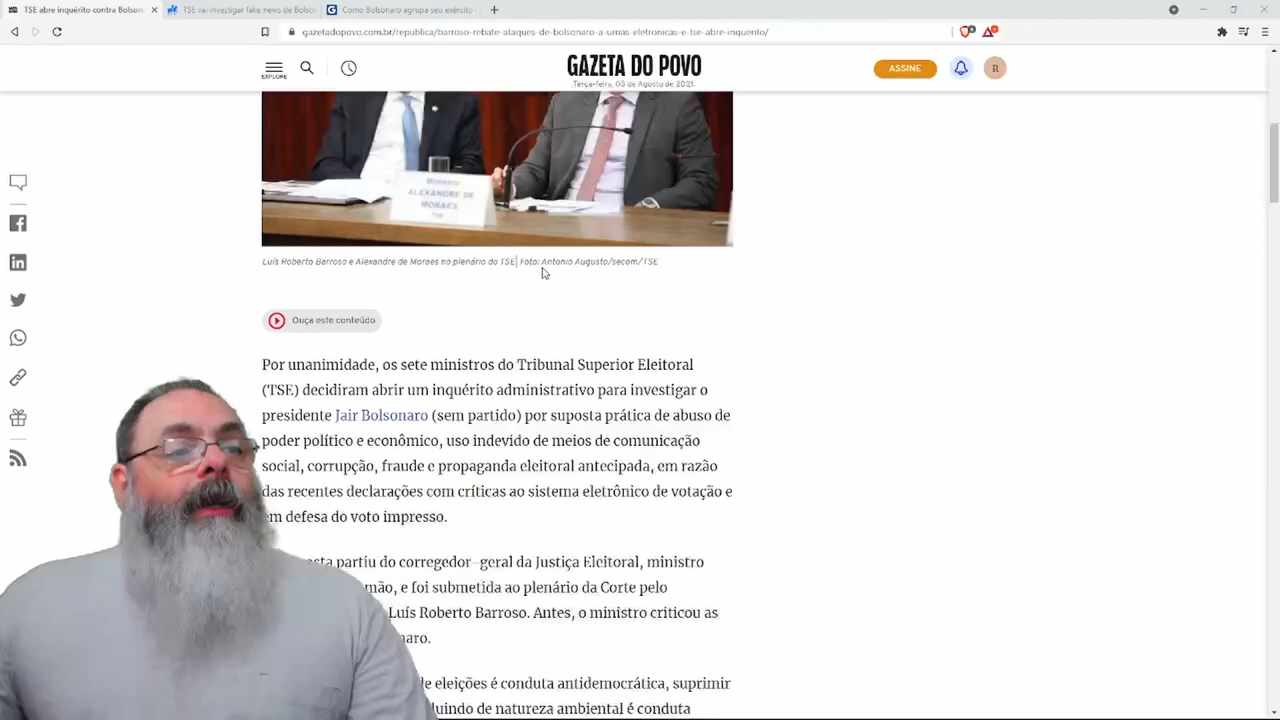 TSE abre inquérito contra Bolson
TSE vai investigar fake news de Bolson
Como Bolsonaro agrupa seu exército
gazetadopovo.com.br/republica/barroso-rebate-ataques-de-bolsonaro-a-urnas-eletronicas-e-tse-abre-inquerito/
EXPLORE
GAZETA DO POVO
Terça-feira, 03 de Agosto de 2021.
ASSINE
R
MINISTRO
ALEXANDRE DE
MORAES
TSE
Luís Roberto Barroso e Alexandre de Moraes no plenário do TSE| Foto: Antonio Augusto/secom/TSE
Ouça este conteúdo
Por unanimidade, os sete ministros do Tribunal Superior Eleitoral
(TSE) decidiram abrir um inquérito administrativo para investigar o
presidente Jair Bolsonaro (sem partido) por suposta prática de abuso de
poder político e econômico, uso indevido de meios de comunicação
social, corrupção, fraude e propaganda eleitoral antecipada, em razão
das recentes declarações com críticas ao sistema eletrônico de votação e
em defesa do voto impresso.
sta partiu do corregedor-geral da Justiça Eleitoral, ministro
mão, e foi submetida ao plenário da Corte pelo
Luís Roberto Barroso. Antes, o ministro criticou as
naro.
de eleições é conduta antidemocrática, suprimir
luindo de natureza ambiental é conduta